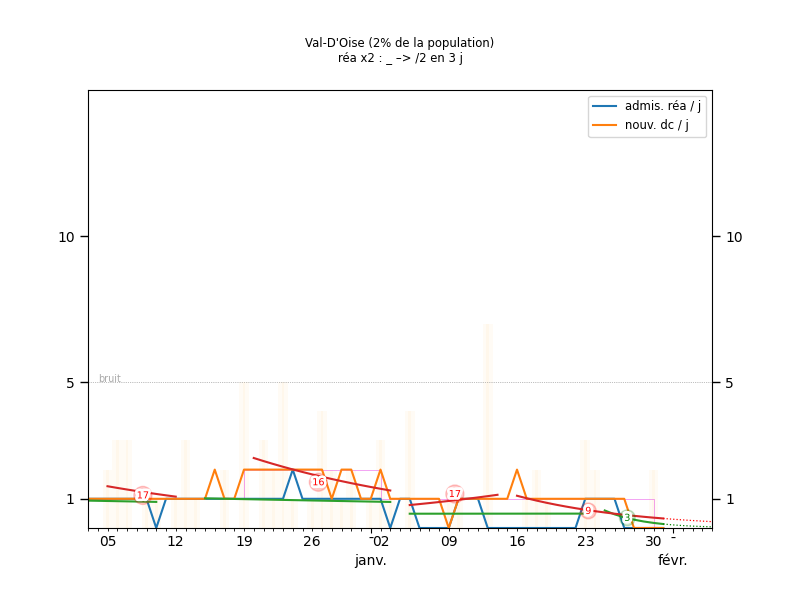 Val-D'Oise (2% de la population)
réa x2 : _ –> /2 en 3 j
admis. réa / j
nouv. dc / j
10 10
bruit
5 5
17 16 17 9 3
1 1
05 12 19 26 02 09 16 23 30
janv. févr.